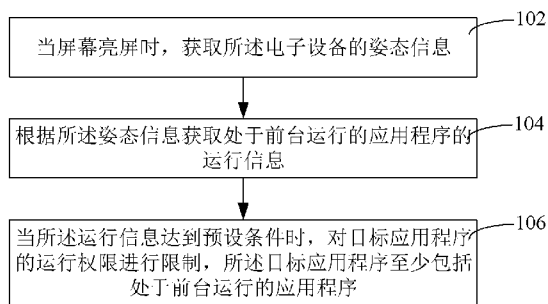 当屏幕亮屏时，获取所述电子设备的姿态信息
102
根据所述姿态信息获取处于前台运行的应用程序的
运行信息
104
当所述运行信息达到预设条件时，对目标应用程序
的运行权限进行限制，所述目标应用程序至少包括
处于前台运行的应用程序
106